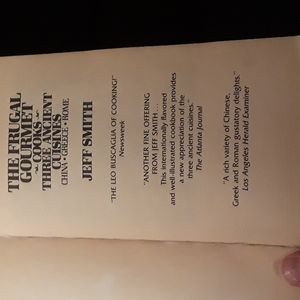 THE FRUGAL
GOURMET
COOKS
THREE ANCIENT
CUISINES
CHINA • GREECE • ROME
JEFF SMITH
"THE LEO BUSCAGLIA OF COOKING!"
Newsweek
"ANOTHER FINE OFFERING
FROM JEFF SMITH . . .
This internationally flavored
and well-illustrated cookbook provides
a new appreciation of the
three ancient cuisines."
The Atlanta Journal
"A rich variety of Chinese,
Greek and Roman gustatory delights."
Los Angeles Herald Examiner